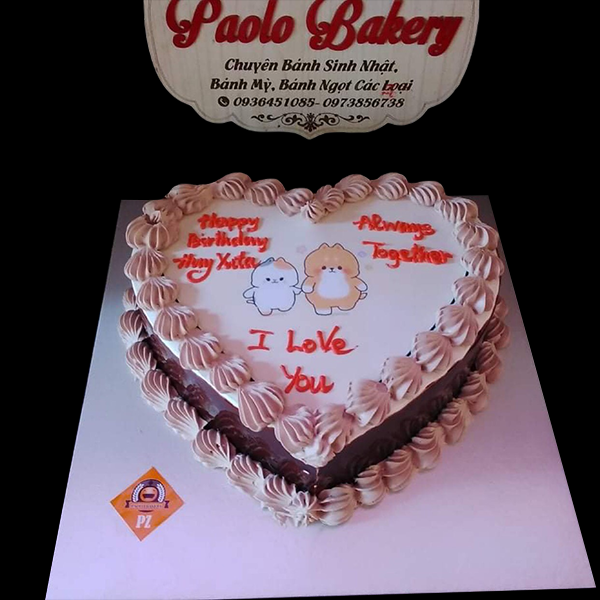 Paolo Bakery
Chuyên Bánh Sinh Nhật,
Bánh Mỳ, Bánh Ngọt Các Loại
0936451085- 0973856738
Happy
Birthday
Huy
Always
Together
I Love
You
PZ